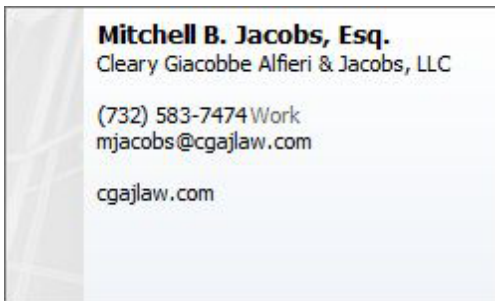 Mitchell B. Jacobs, Esq.
Cleary Giacobbe Alfieri & Jacobs, LLC
(732) 583-7474 Work
mjacobs@cgajlaw.com
cgajlaw.com